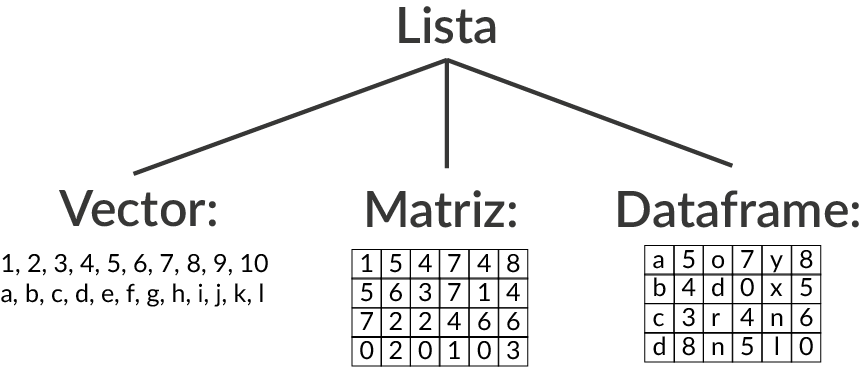 Lista
Vector:
1, 2, 3, 4, 5, 6, 7, 8, 9, 10
a, b, c, d, e, f, g, h, i, j, k, l
Matriz:
1 5 4 7 4 8
5 6 3 7 1 4
7 2 2 4 6 6
0 2 0 1 0 3
Dataframe:
a 5 o 7 y 8
b 4 d 0 x 5
c 3 r 4 n 6
d 8 n 5 l 0